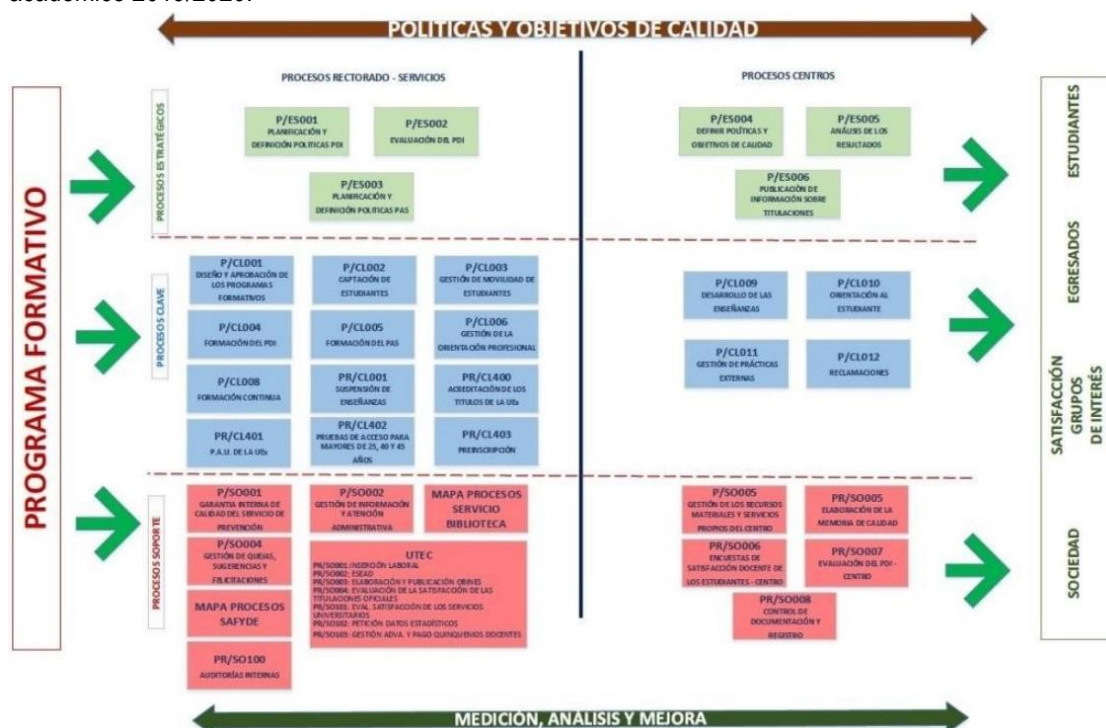 POLÍTICAS Y OBJETIVOS DE CALIDAD
PROCESOS RECTORADO - SERVICIOS
PROCESOS CENTROS
PROGRAMA FORMATIVO
PROCESOS ESTRATÉGICOS
P/ES001
PLANIFICACIÓN Y
DEFINICIÓN POLITICAS PDI
P/ES002
EVALUACIÓN DEL PDI
P/ES003
PLANIFICACIÓN Y
DEFINICIÓN POLITICAS PAS
P/ES004
DEFINIR POLÍTICAS Y
OBJETIVOS DE CALIDAD
P/ES005
ANÁLISIS DE LOS
RESULTADOS
P/ES006
PUBLICACIÓN DE
INFORMACIÓN SOBRE
TITULACIONES
PROCESOS CLAVE
P/CL001
DISEÑO Y APROBACIÓN DE
LOS PROGRAMAS
FORMATIVOS
P/CL002
CAPTACIÓN DE
ESTUDIANTES
P/CL003
GESTIÓN DE MOVILIDAD DE
ESTUDIANTES
P/CL004
FORMACIÓN DEL PDI
P/CL005
FORMACIÓN DEL PAS
P/CL006
GESTIÓN DE LA
ORIENTACIÓN PROFESIONAL
P/CL008
FORMACIÓN CONTINUA
PR/CL001
SUSPENSIÓN DE
ENSEÑANZAS
PR/CL400
ACREDITACIÓN DE LOS
TITULOS DE LA UEx
PR/CL401
P.A.U. DE LA UEx
PR/CL402
PRUEBAS DE ACCESO PARA
MAYORES DE 25, 40 Y 45
AÑOS
PR/CL403
PREINSCRIPCIÓN
P/CL009
DESARROLLO DE LAS
ENSEÑANZAS
P/CL010
ORIENTACIÓN AL
ESTUDIANTE
P/CL011
GESTIÓN DE PRÁCTICAS
EXTERNAS
P/CL012
RECLAMACIONES
PROCESOS SOPORTE
P/SO001
GARANTIA INTERNA DE
CALIDAD DEL SERVICIO DE
PREVENCIÓN
P/SO002
GESTIÓN DE INFORMACIÓN
Y ATENCIÓN
ADMINISTRATIVA
MAPA PROCESOS
SERVICIO
BIBLIOTECA
P/SO004
GESTIÓN DE QUEJAS,
SUGERENCIAS Y
FELICITACIONES
MAPA PROCESOS
SAFYDE
PR/SO100
AUDITORÍAS INTERNAS
UTEC
PR/SO001: INSERCIÓN LABORAL
PR/SO002: ESEAD
PR/SO003: ELABORACIÓN Y PUBLICACIÓN OBINES
PR/SO004: EVALUACIÓN DE LA SATISFACCIÓN DE LAS
TITULACIONES OFICIALES
PR/SO101: EVAL. SATISFACCIÓN DE LOS SERVICIOS
UNIVERSITARIOS
PR/SO102: PETICIÓN DATOS ESTADÍSTICOS
PR/SO103: GESTIÓN ADVA. Y PAGO QUINQUENIOS DOCENTES
P/SO005
GESTIÓN DE LOS RECURSOS
MATERIALES Y SERVICIOS
PROPIOS DEL CENTRO
PR/SO005
ELABORACIÓN DE LA
MEMORIA DE CALIDAD
PR/SO006
ENCUESTAS DE
SATISFACCIÓN DOCENTE
DE LOS ESTUDIANTES - CENTRO
PR/SO007
EVALUACIÓN DEL PDI -
CENTRO
PR/SO008
CONTROL DE
DOCUMENTACIÓN Y
REGISTRO
ESTUDIANTES
EGRESADOS
SATISFACCIÓN
GRUPOS
DE INTERÉS
SOCIEDAD
MEDICIÓN, ANÁLISIS Y MEJORA